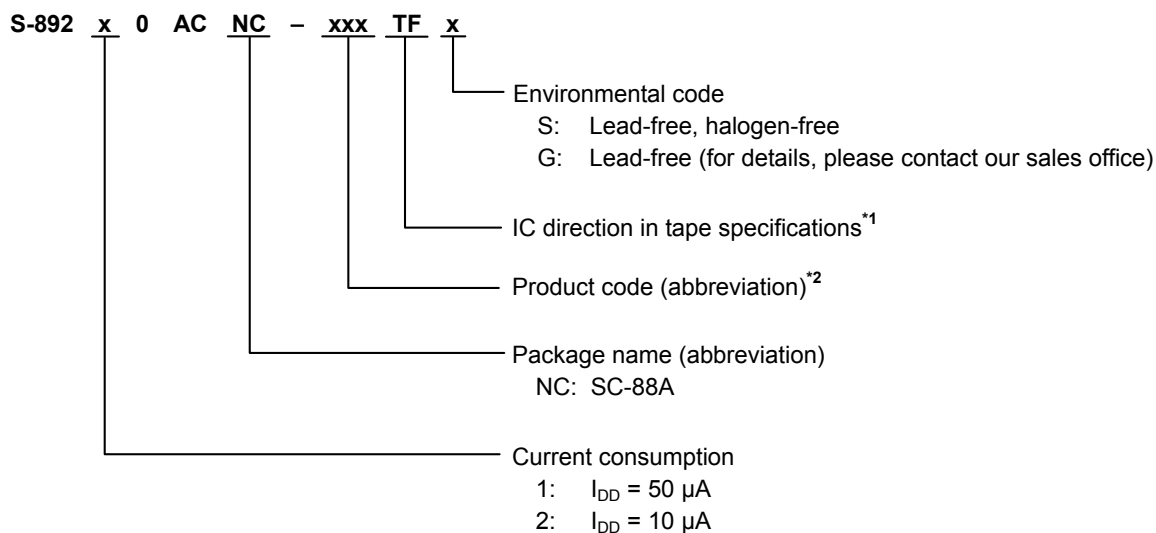 S-892 x 0 AC NC – xxx TF x
Environmental code
S: Lead-free, halogen-free
G: Lead-free (for details, please contact our sales office)
IC direction in tape specifications*1
Product code (abbreviation)*2
Package name (abbreviation)
NC: SC-88A
Current consumption
1: IDD = 50 μA
2: IDD = 10 μA